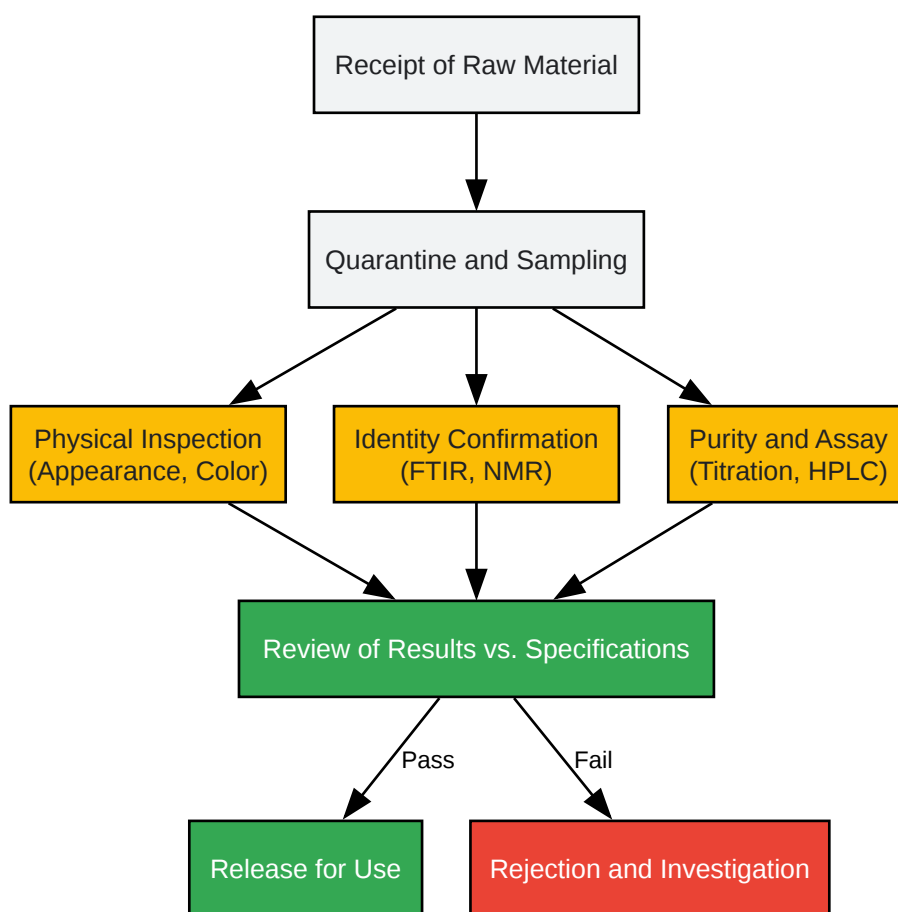 Receipt of Raw Material
Quarantine and Sampling
Physical Inspection
(Appearance, Color)
Identity Confirmation
(FTIR, NMR)
Purity and Assay
(Titration, HPLC)
Review of Results vs. Specifications
Pass
Fail
Release for Use
Rejection and Investigation